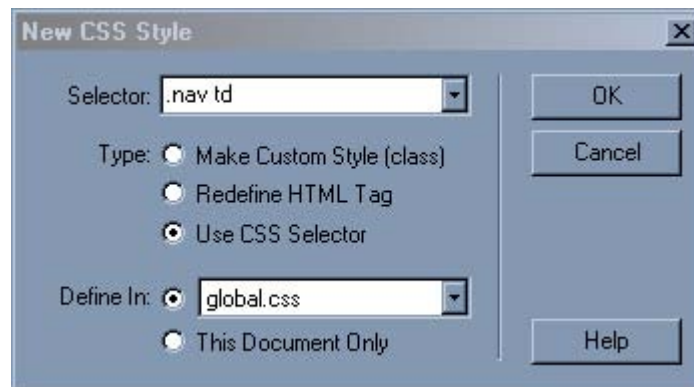 New CSS Style
Selector: .nav td
OK
Type: Make Custom Style (class)
Cancel
Redefine HTML Tag
Use CSS Selector
Define In: global.css
This Document Only
Help